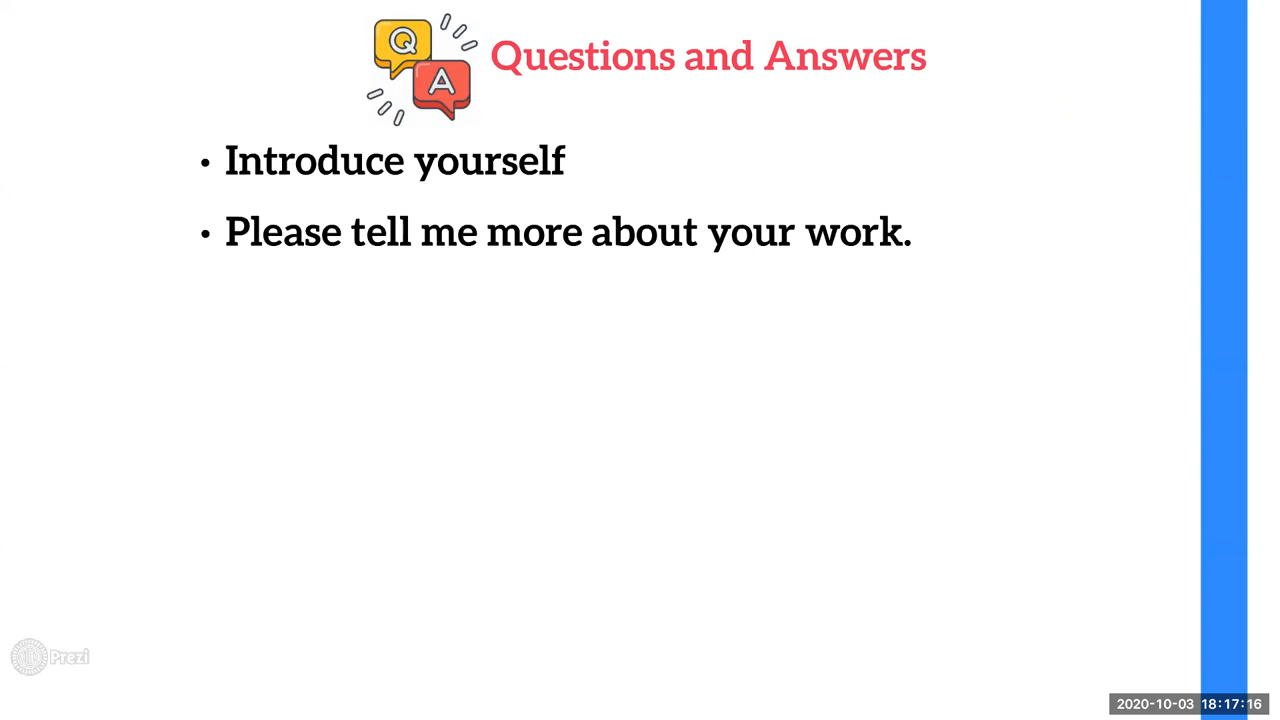 Q
A
Questions and Answers
• Introduce yourself
• Please tell me more about your work.
Prezi
2020-10-03 18:17:16